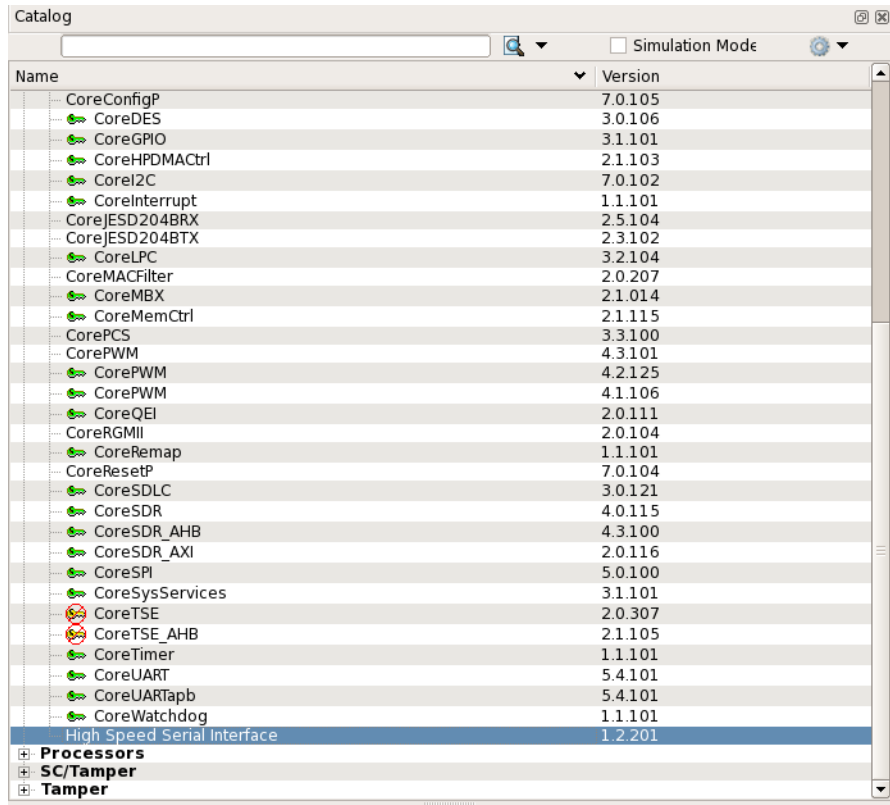 Catalog
Simulation Mode
Name Version
CoreConfigP 7.0.105
CoreDES 3.0.106
CoreGPIO 3.1.101
CoreHPDMACtrl 2.1.103
CoreI2C 7.0.102
CoreInterrupt 1.1.101
CoreJESD204BRX 2.5.104
CoreJESD204BTX 2.3.102
CoreLPC 3.2.104
CoreMACFilter 2.0.207
CoreMBX 2.1.014
CoreMemCtrl 2.1.115
CorePCS 3.3.100
CorePWM 4.3.101
CorePWM 4.2.125
CorePWM 4.1.106
CoreQEI 2.0.111
CoreRGMII 2.0.104
CoreRemap 1.1.101
CoreResetP 7.0.104
CoreSDLC 3.0.121
CoreSDR 4.0.115
CoreSDR_AHB 4.3.100
CoreSDR_AXI 2.0.116
CoreSPI 5.0.100
CoreSysServices 3.1.101
CoreTSE 2.0.307
CoreTSE_AHB 2.1.105
CoreTimer 1.1.101
CoreUART 5.4.101
CoreUARTapb 5.4.101
CoreWatchdog 1.1.101
High Speed Serial Interface 1.2.201
Processors
SC/Tamper
Tamper